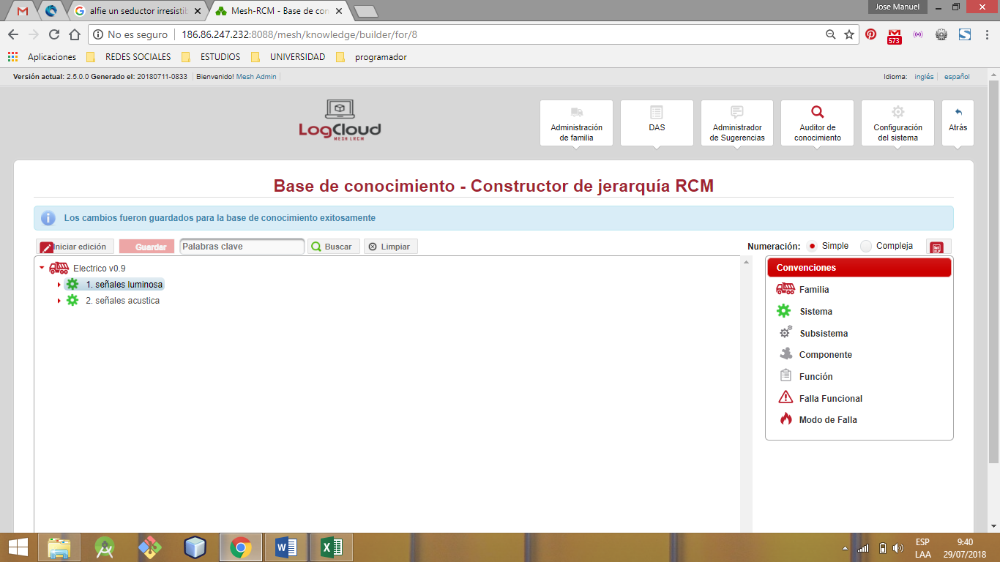 Jose Manuel
alfie un seductor irresistib
Mesh-RCM - Base de con
No es seguro
186.86.247.232:8088/mesh/knowledge/builder/for/8
573
Aplicaciones
REDES SOCIALES
ESTUDIOS
UNIVERSIDAD
programador
Versión actual: 2.5.0.0 Generado el: 20180711-0833
Bienvenido! Mesh Admin
Idioma:
inglés
español
LogCloud
MESH LRCM
Administración
de familia
DAS
Administrador
de Sugerencias
Auditor de
conocimiento
Configuración
del sistema
Atrás
Base de conocimiento - Constructor de jerarquía RCM
Los cambios fueron guardados para la base de conocimiento exitosamente
Iniciar edición
Guardar
Palabras clave
Buscar
Limpiar
Numeración:
Simple
Compleja
Electrico v0.9
1. señales luminosa
2. señales acustica
Convenciones
Familia
Sistema
Subsistema
Componente
Función
Falla Funcional
Modo de Falla
ESP
LAA
9:40
29/07/2018